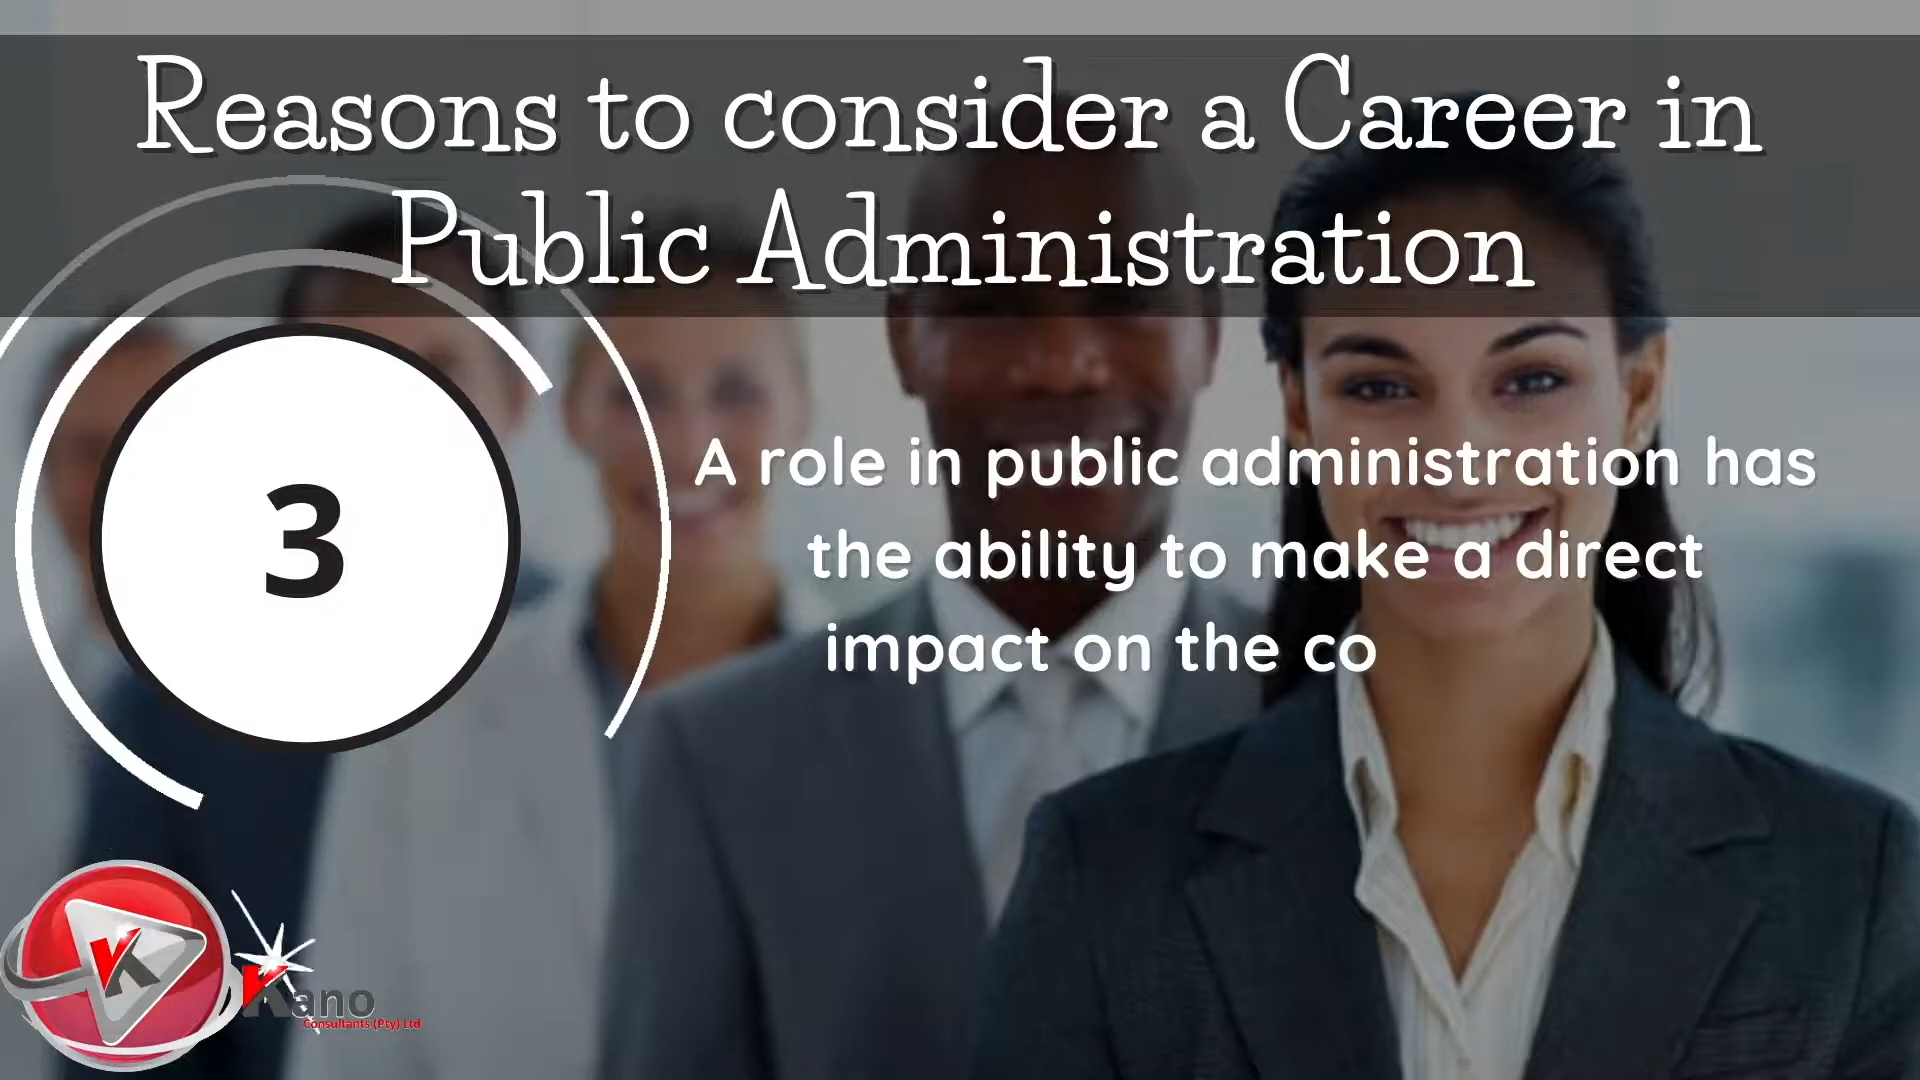 Reasons to consider a Career in
Public Administration
3
A role in public administration has
the ability to make a direct
impact on the co
K
Kano
Consultants (Pty) Ltd